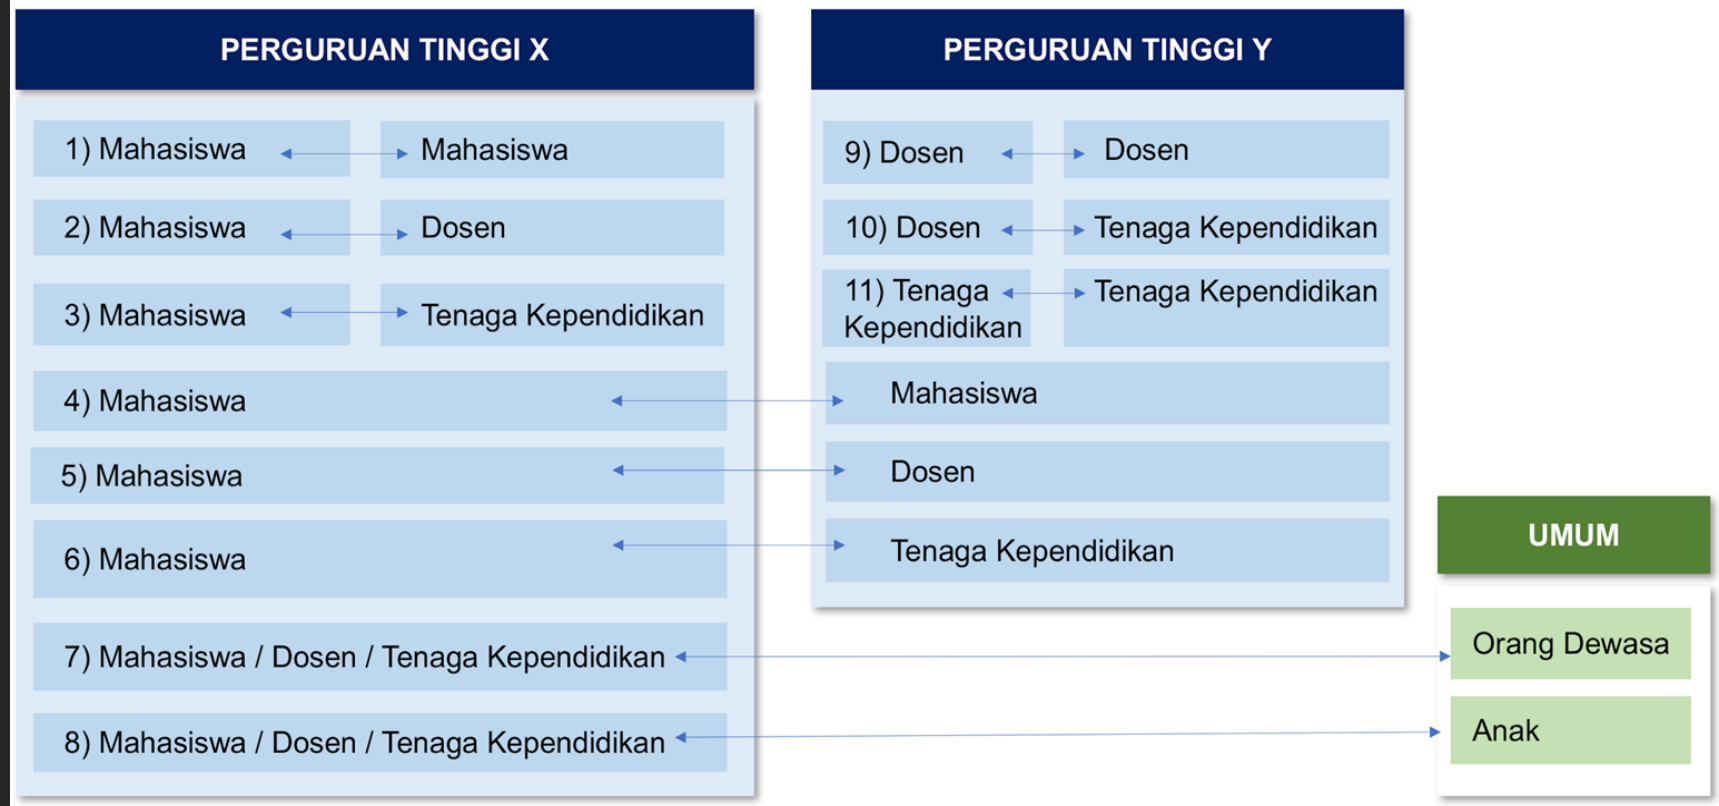 PERGURUAN TINGGI X
1) Mahasiswa
Mahasiswa
2) Mahasiswa
Dosen
3) Mahasiswa
Tenaga Kependidikan
4) Mahasiswa
5) Mahasiswa
6) Mahasiswa
7) Mahasiswa / Dosen / Tenaga Kependidikan
8) Mahasiswa / Dosen / Tenaga Kependidikan
PERGURUAN TINGGI Y
9) Dosen
Dosen
10) Dosen
Tenaga Kependidikan
11) Tenaga
Kependidikan
Tenaga Kependidikan
Mahasiswa
Dosen
Tenaga Kependidikan
UMUM
Orang Dewasa
Anak